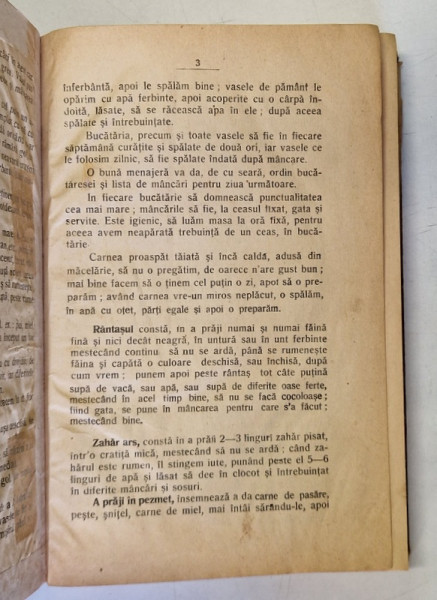 3
înferbântă, apoi le spălăm bine ; vasele de pământ le
opărim cu apă ferbinte, apoi acoperite cu o cârpă în-
doită, lăsate, să se răcească apa în ele ; după aceea
spălate și întrebuințate.
Bucătăria, precum și toate vasele să fie în fiecare
săptămână curățite și spălate de două ori, iar vasele ce
le folosim zilnic, să fie spălate îndată după mâncare.
O bună menajeră va da, de cu seară, ordin bucă-
tăresei și lista de mâncări pentru ziua următoare.
In fiecare bucătărie să domnească punctualitatea
cea mai mare ; mâncările să fie, la ceasul fixat, gata și
servite. Este igienic, să luăm masa la oră fixă, pentru
aceea avem neapărată trebuință de un ceas, în bucă-
tărie
Carnea proaspăt tăiată și încă caldă, adusă din
măcelărie, să nu o pregătim, de oarece n'are gust bun ;
mai bine facem să o ținem cel puțin o zi, apot să o pre-
parăm ; având carnea vre-un miros neplăcut, o spălăm,
în apă cu oțet, părți egale și apoi o preparăm.
Rântașul constă, în a prăji numai și numai făina
fină și nici decât neagră, în untură sau în unt ferbinte
mestecând continu să nu se ardă, până se rumenește
făina și capătă o culoare deschisă, sau închisă, după
cum vrem ; punem apoi peste rântaș tot câte puțină
supă de vacă, sau apă, sau supă de diferite oase ferte,
mestecând în acel timp bine, să nu se facă cocoloașe ;
fiind gata, se pune în mâncarea pentru care s'a făcut ;
mestecând bine.
Zahăr ars, constă în a prăji 2—3 linguri zahăr pisat,
într'o cratiță mică, mestecând să nu se ardă ; când za-
hărul este rumen, îl stingem iute, punând peste el 5—6
linguri de apă și lăsat să dee în clocot și întrebuințat
în diferite mâncări și sosuri.
A prăji în pezmet, însemnează a da carne de pasăre,
pește, șnițel, carne de miel, mai întâi sărându-le, apoi